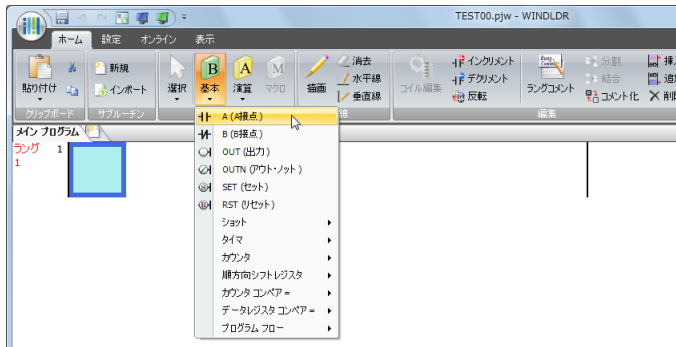 TEST00.pjw - WINDLDR
ホーム 設定 オンライン 表示
貼り付け 新規 インポート 選択 B 基本 A 演算 M マクロ 描画 消去 水平線 垂直線 コイル編集 インクリメント デクリメント 反転 ラングコメント 分割 結合 コメント化 挿 追 削
クリップボード サブルーチン 線 編集
メイン プログラム
ラング 1
1
A (A接点)
B (B接点)
OUT (出力)
OUTN (アウト・ノット)
SET (セット)
RST (リセット)
ショット
タイマ
カウンタ
順方向シフトレジスタ
カウンタ コンペア =
データレジスタ コンペア =
プログラム フロー